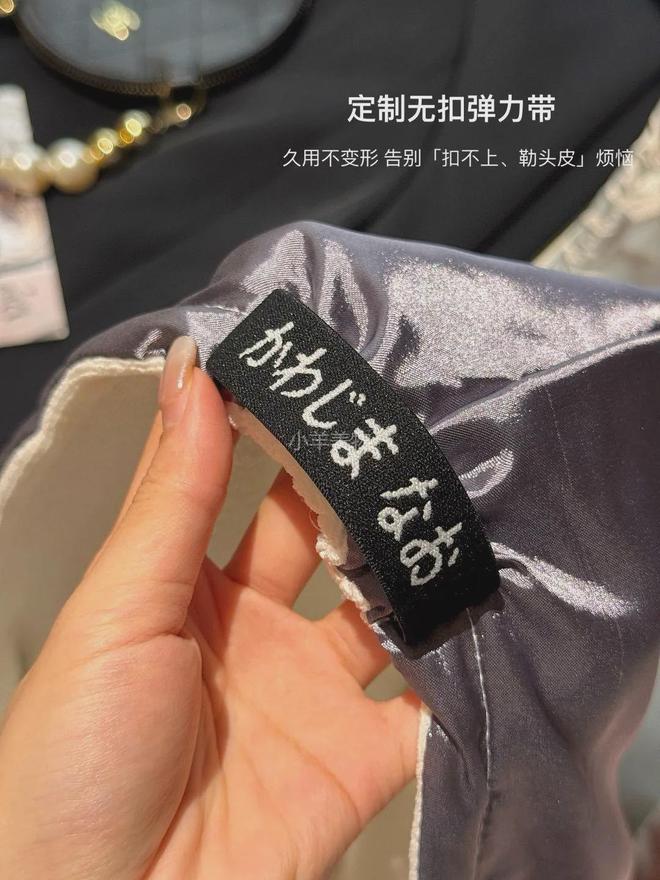 定制无扣弹力带
久用不变形 告别「扣不上、勒头皮」烦恼
かわじま なお